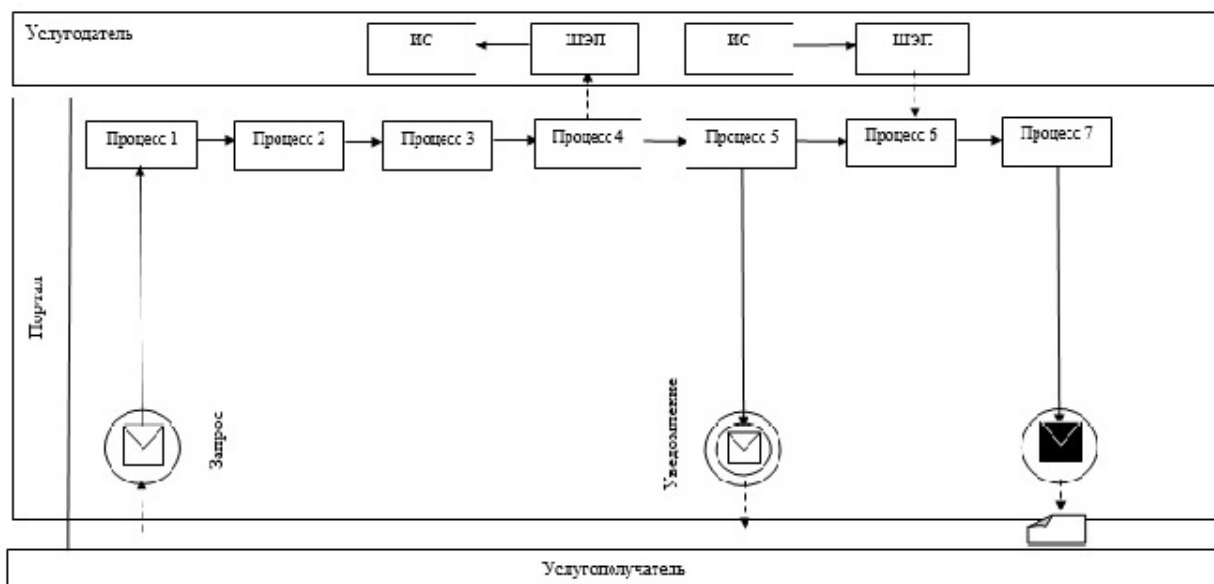 Услугодатель
ИС
ШЭП
ИС
ШЭП
Процесс 1
Процесс 2
Процесс 3
Процесс 4
Процесс 5
Процесс 6
Процесс 7
Портал
Запрос
Уведомление
Услугополучатель